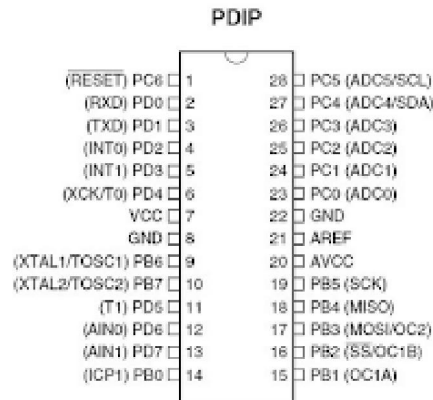 PDIP
(RESET) PC6 1
(RXD) PD0 2
(TXD) PD1 3
(INT0) PD2 4
(INT1) PD3 5
(XCK/T0) PD4 6
VCC 7
GND 8
(XTAL1/TOSC1) PB6 9
(XTAL2/TOSC2) PB7 10
(T1) PD5 11
(AIN0) PD6 12
(AIN1) PD7 13
(ICP1) PB0 14
28 PC5 (ADC5/SCL)
27 PC4 (ADC4/SDA)
26 PC3 (ADC3)
25 PC2 (ADC2)
24 PC1 (ADC1)
23 PC0 (ADC0)
22 GND
21 AREF
20 AVCC
19 PB5 (SCK)
18 PB4 (MISO)
17 PB3 (MOSI/OC2)
16 PB2 (SS/OC1B)
15 PB1 (OC1A)